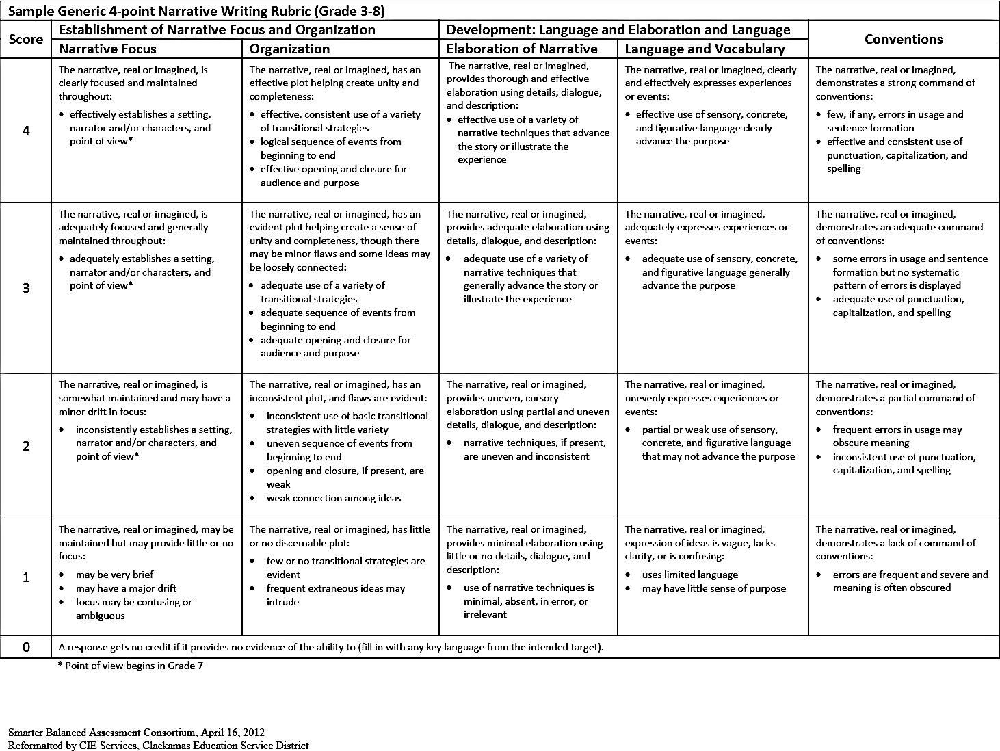 Sample Generic 4-point Narrative Writing Rubric (Grade 3-8)
Score
Establishment of Narrative Focus and Organization
Development: Language and Elaboration and Language
Conventions
Narrative Focus
Organization
Elaboration of Narrative
Language and Vocabulary
4
The narrative, real or imagined, is
clearly focused and maintained
throughout:
• effectively establishes a setting,
narrator and/or characters, and
point of view*
The narrative, real or imagined, has an
effective plot helping create unity and
completeness:
• effective, consistent use of a variety
of transitional strategies
• logical sequence of events from
beginning to end
• effective opening and closure for
audience and purpose
The narrative, real or imagined,
provides thorough and effective
elaboration using details, dialogue,
and description:
• effective use of a variety of
narrative techniques that advance
the story or illustrate the
experience
The narrative, real or imagined, clearly
and effectively expresses experiences
or events:
• effective use of sensory, concrete,
and figurative language clearly
advance the purpose
The narrative, real or imagined,
demonstrates a strong command of
conventions:
• few, if any, errors in usage and
sentence formation
• effective and consistent use of
punctuation, capitalization, and
spelling
3
The narrative, real or imagined, is
adequately focused and generally
maintained throughout:
• adequately establishes a setting,
narrator and/or characters, and
point of view*
The narrative, real or imagined, has an
evident plot helping create a sense of
unity and completeness, though there
may be minor flaws and some ideas may
be loosely connected:
• adequate use of a variety of
transitional strategies
• adequate sequence of events from
beginning to end
• adequate opening and closure for
audience and purpose
The narrative, real or imagined,
provides adequate elaboration using
details, dialogue, and description:
• adequate use of a variety of
narrative techniques that
generally advance the story or
illustrate the experience
The narrative, real or imagined,
adequately expresses experiences or
events:
• adequate use of sensory, concrete,
and figurative language generally
advance the purpose
The narrative, real or imagined,
demonstrates an adequate command
of conventions:
• some errors in usage and sentence
formation but no systematic
pattern of errors is displayed
• adequate use of punctuation,
capitalization, and spelling
2
The narrative, real or imagined, is
somewhat maintained and may have a
minor drift in focus:
• inconsistently establishes a setting,
narrator and/or characters, and
point of view*
The narrative, real or imagined, has an
inconsistent plot, and flaws are evident:
• inconsistent use of basic transitional
strategies with little variety
• uneven sequence of events from
beginning to end
• opening and closure, if present, are
weak
• weak connection among ideas
The narrative, real or imagined,
provides uneven, cursory
elaboration using partial and uneven
details, dialogue, and description:
• narrative techniques, if present,
are uneven and inconsistent
The narrative, real or imagined,
unevenly expresses experiences or
events:
• partial or weak use of sensory,
concrete, and figurative language
that may not advance the purpose
The narrative, real or imagined,
demonstrates a partial command of
conventions:
• frequent errors in usage may
obscure meaning
• inconsistent use of punctuation,
capitalization, and spelling
1
The narrative, real or imagined, may be
maintained but may provide little or no
focus:
• may be very brief
• may have a major drift
• focus may be confusing or
ambiguous
The narrative, real or imagined, has little
or no discernable plot:
• few or no transitional strategies are
evident
• frequent extraneous ideas may
intrude
The narrative, real or imagined,
provides minimal elaboration using
little or no details, dialogue, and
description:
• use of narrative techniques is
minimal, absent, in error, or
irrelevant
The narrative, real or imagined,
expression of ideas is vague, lacks
clarity, or is confusing:
• uses limited language
• may have little sense of purpose
The narrative, real or imagined,
demonstrates a lack of command of
conventions:
• errors are frequent and severe and
meaning is often obscured
0
A response gets no credit if it provides no evidence of the ability to (fill in with any key language from the intended target).
* Point of view begins in Grade 7
Smarter Balanced Assessment Consortium, April 16, 2012
Reformatted by CIE Services, Clackamas Education Service District